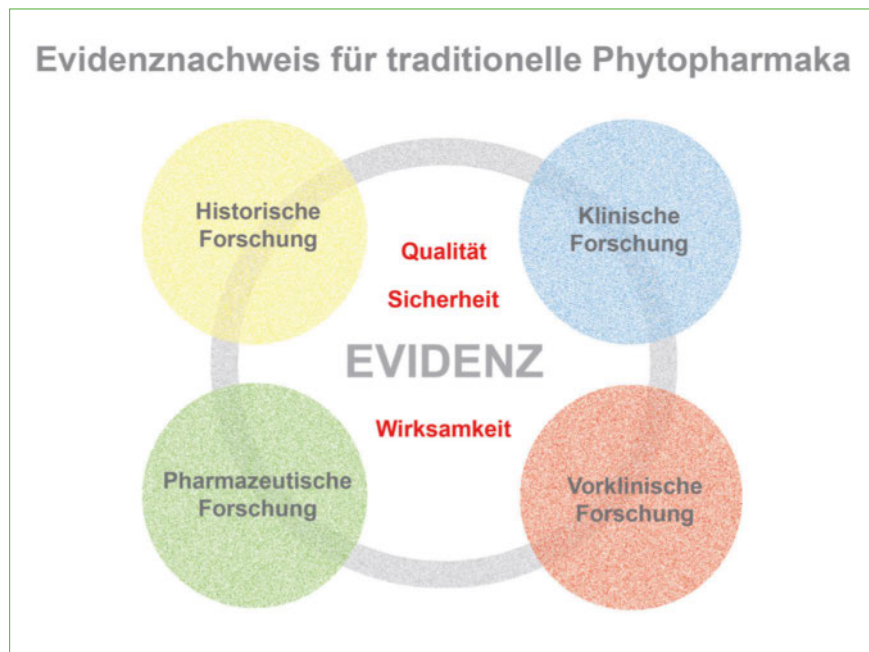 Evidenznachweis für traditionelle Phytopharmaka
Historische
Forschung
Klinische
Forschung
Qualität
Sicherheit
EVIDENZ
Wirksamkeit
Pharmazeutische
Forschung
Vorklinische
Forschung